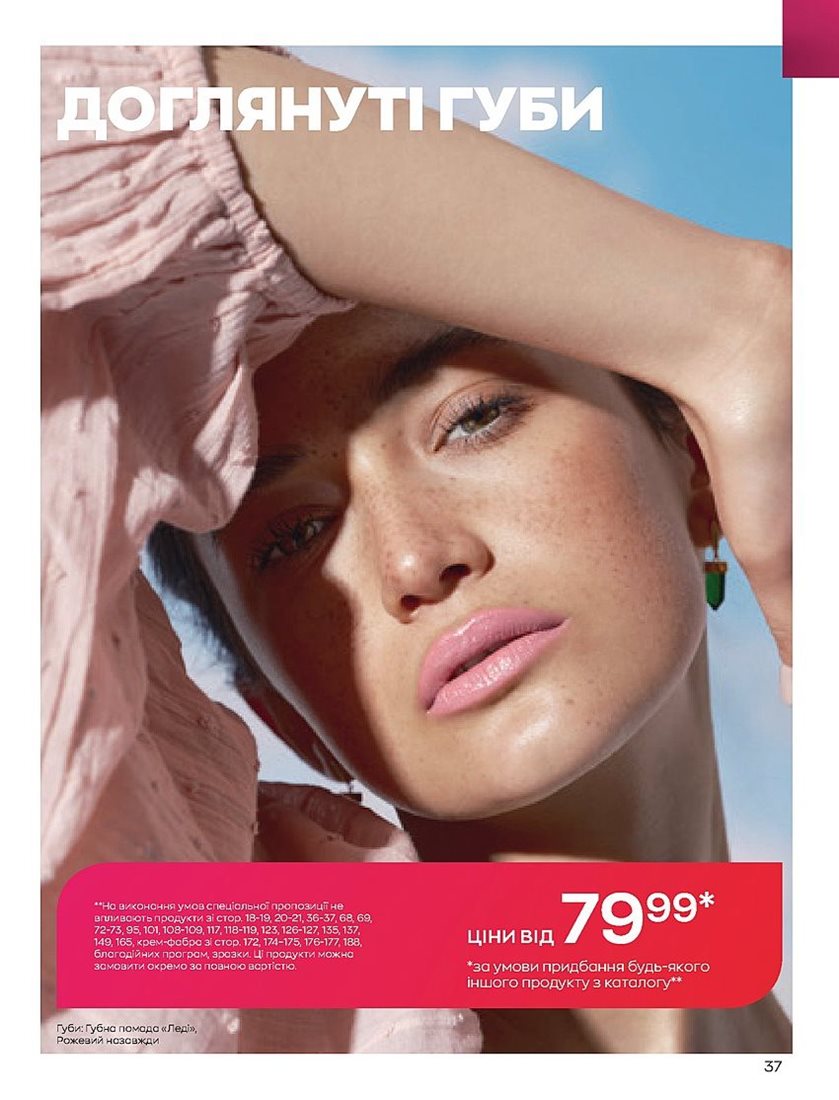 ДОГЛЯНУТІ ГУБИ
**На виконання умов спеціальної пропозиції не
впливають продукти зі стор. 18-19, 20-21, 36-37, 68, 69,
72-73, 95, 101, 108-109, 117, 118-119, 123, 126-127, 135, 137,
149, 165, крем-фарба зі стор. 172, 174-175, 176-177, 188,
благодійних програм, зразки. Ці продукти можна
замовити окремо за повною вартістю.
ЦІНИ ВІД 79⁹⁹*
*за умови придбання будь-якого
іншого продукту з каталогу**
Губи: Губна помада «Леді»,
Рожевий назавжди
37